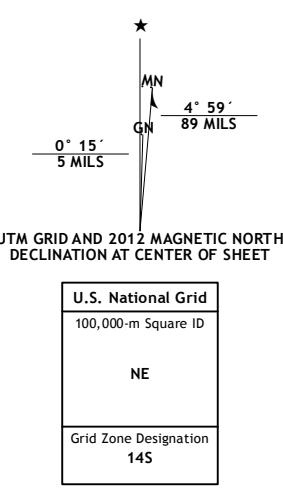 ★
MN
GN
4° 59´
89 MILS
0° 15´
5 MILS
UTM GRID AND 2012 MAGNETIC NORTH
DECLINATION AT CENTER OF SHEET
U.S. National Grid
100,000-m Square ID
NE
Grid Zone Designation
14S